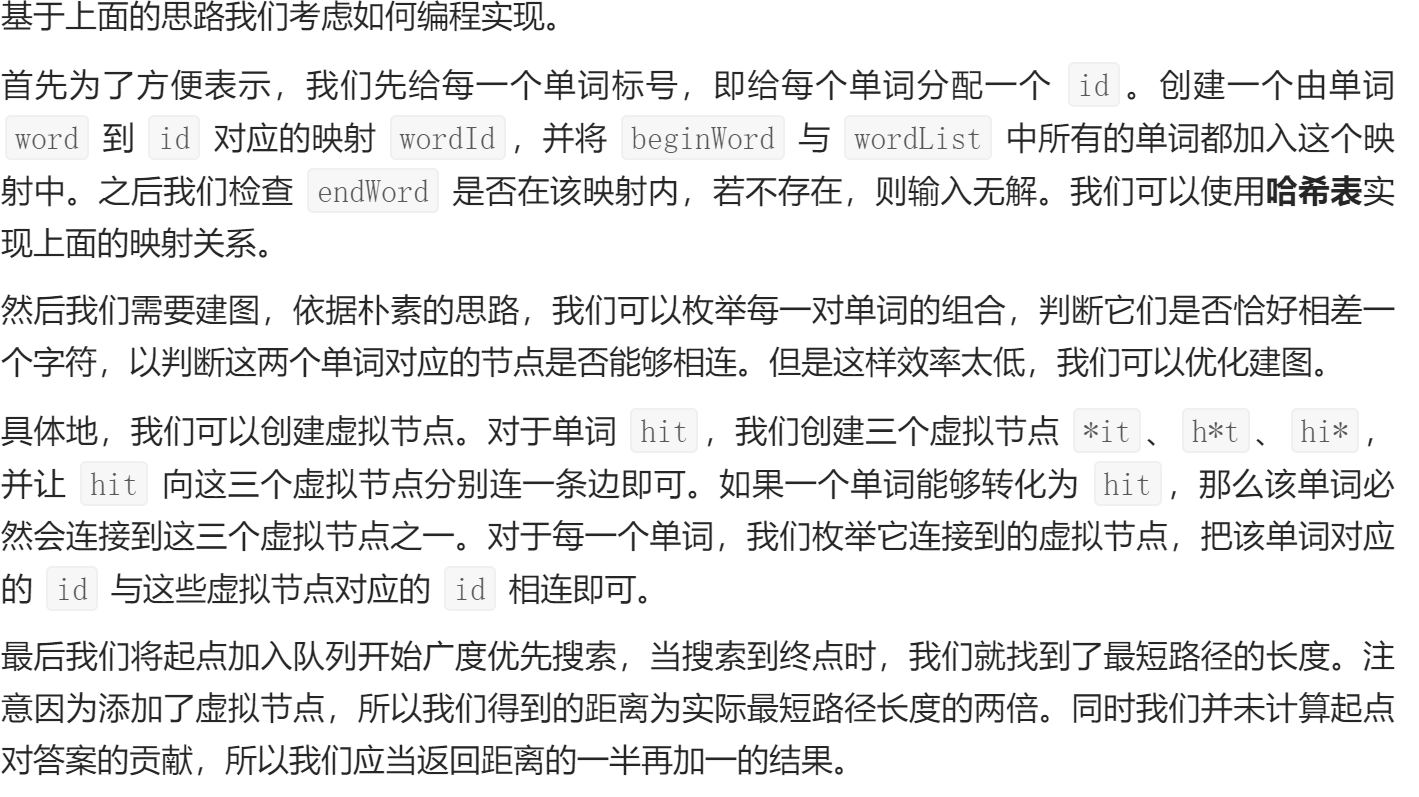 基于上面的思路我们考虑如何编程实现。
首先为了方便表示，我们先给每一个单词标号，即给每个单词分配一个 id 。创建一个由单词
word 到 id 对应的映射 wordId ，并将 beginWord 与 wordList 中所有的单词都加入这个映
射中。之后我们检查 endWord 是否在该映射内，若不存在，则输入无解。我们可以使用哈希表实
现上面的映射关系。
然后我们需要建图，依据朴素的思路，我们可以枚举每一对单词的组合，判断它们是否恰好相差一
个字符，以判断这两个单词对应的节点是否能够相连。但是这样效率太低，我们可以优化建图。
具体地，我们可以创建虚拟节点。对于单词 hit ，我们创建三个虚拟节点 *it 、 h*t 、 hi* ，
并让 hit 向这三个虚拟节点分别连一条边即可。如果一个单词能够转化为 hit ，那么该单词必
然会连接到这三个虚拟节点之一。对于每一个单词，我们枚举它连接到的虚拟节点，把该单词对应
的 id 与这些虚拟节点对应的 id 相连即可。
最后我们将起点加入队列开始广度优先搜索，当搜索到终点时，我们就找到了最短路径的长度。注
意因为添加了虚拟节点，所以我们得到的距离为实际最短路径长度的两倍。同时我们并未计算起点
对答案的贡献，所以我们应当返回距离的一半再加一的结果。